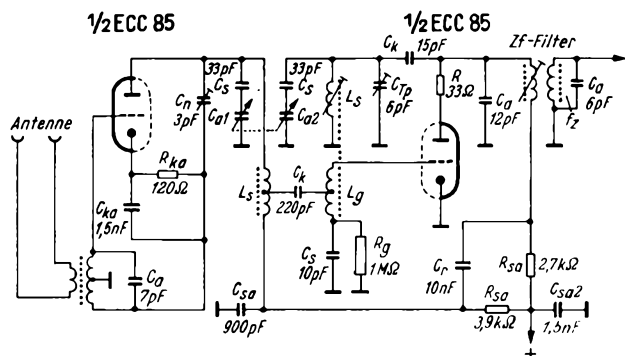 ½ ECC 85
½ ECC 85
Antenne
33pF
Cs
Cn
3pF
Ca1
33pF
Cs
Ca2
Ls
CTp
6pF
Ck
15pF
R
33Ω
Ca
12pF
Zf-Filter
fz
Ca
6pF
Rka
120Ω
Cka
1,5nF
Ca
7pF
Ls
Ck
220pF
Lg
Cs
10pF
Rg
1MΩ
Csa
900pF
Cr
10nF
Rsa
2,7kΩ
Rsa
3,9kΩ
Csa2
1,5nF
+